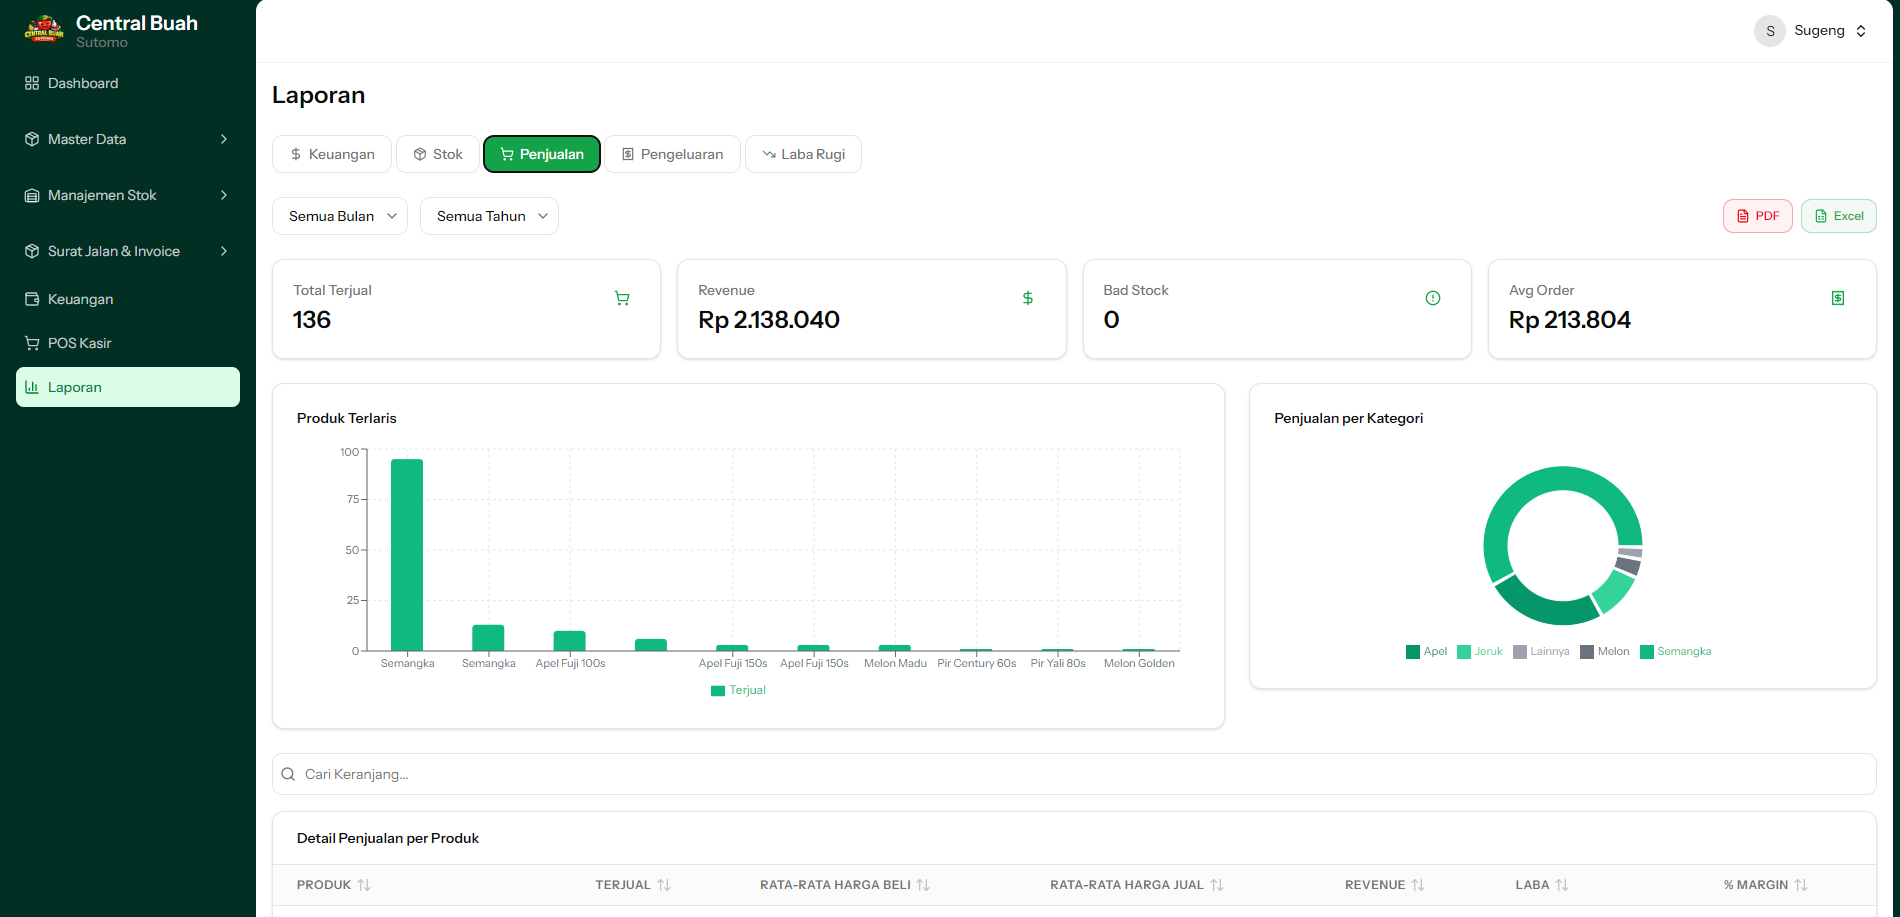 Central Buah
Sutomo
CENTRAL BUAH
SUTOMO
Dashboard
Master Data
Manajemen Stok
Surat Jalan & Invoice
Keuangan
POS Kasir
Laporan
S Sugeng
Laporan
Keuangan Stok Penjualan Pengeluaran Laba Rugi
Semua Bulan Semua Tahun PDF Excel
Total Terjual
136
Revenue
Rp 2.138.040
Bad Stock
0
Avg Order
Rp 213.804
Produk Terlaris
100
75
50
25
0
Semangka Semangka Apel Fuji 100s Apel Fuji 150s Apel Fuji 150s Melon Madu Pir Century 60s Pir Yali 80s Melon Golden
Terjual
Penjualan per Kategori
Apel Jeruk Lainnya Melon Semangka
Cari Keranjang...
Detail Penjualan per Produk
PRODUK TERJUAL RATA-RATA HARGA BELI RATA-RATA HARGA JUAL REVENUE LABA % MARGIN